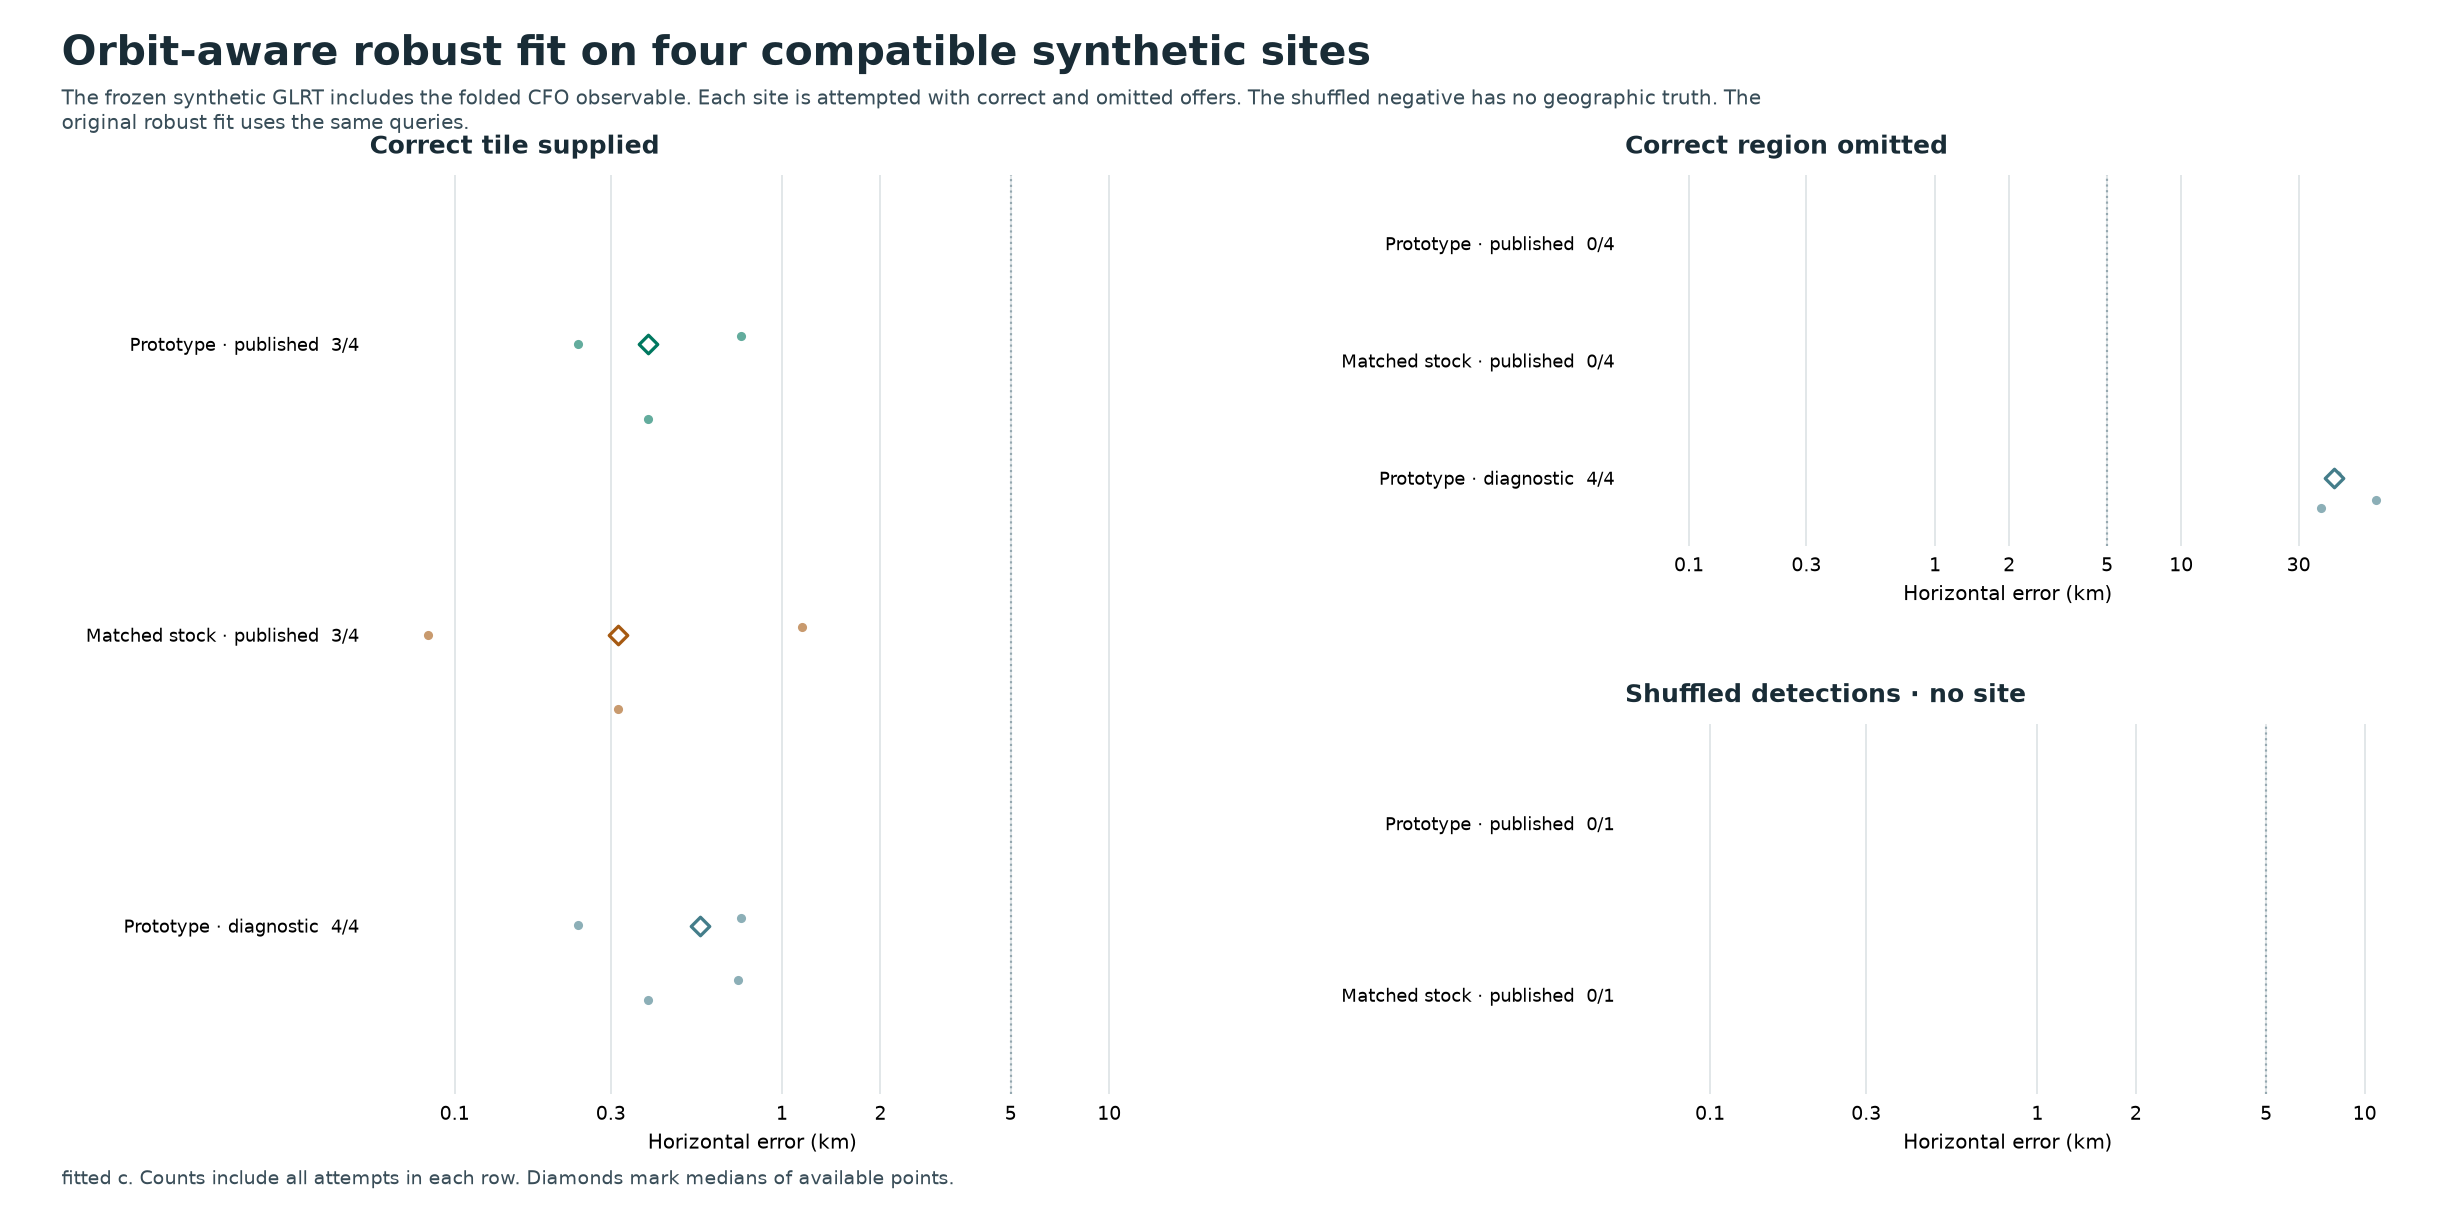 Orbit-aware robust fit on four compatible synthetic sites
The frozen synthetic GLRT includes the folded CFO observable. Each site is attempted with correct and omitted offers. The shuffled negative has no geographic truth. The
original robust fit uses the same queries.
Correct tile supplied
Prototype · published 3/4
Matched stock · published 3/4
Prototype · diagnostic 4/4
0.1 0.3 1 2 5 10
Horizontal error (km)
Correct region omitted
Prototype · published 0/4
Matched stock · published 0/4
Prototype · diagnostic 4/4
0.1 0.3 1 2 5 10 30
Horizontal error (km)
Shuffled detections · no site
Prototype · published 0/1
Matched stock · published 0/1
0.1 0.3 1 2 5 10
Horizontal error (km)
fitted c. Counts include all attempts in each row. Diamonds mark medians of available points.